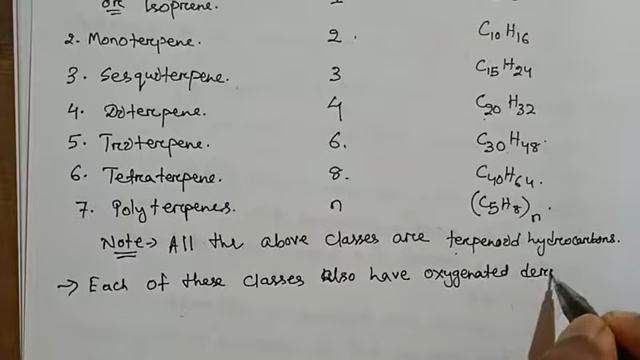 or Isoprene.
2. Monoterpene. 2. C10H16
3. Sesquiterpene. 3 C15H24
4. Diterpene. 4 C20H32
5. Triterpene. 6. C30H48.
6. Tetraterpene. 8. C40H64.
7. Polyterpenes. n (C5H8)n
Note → All the above classes are terpenoid hydrocarbons.
→ Each of these classes also have oxygenated